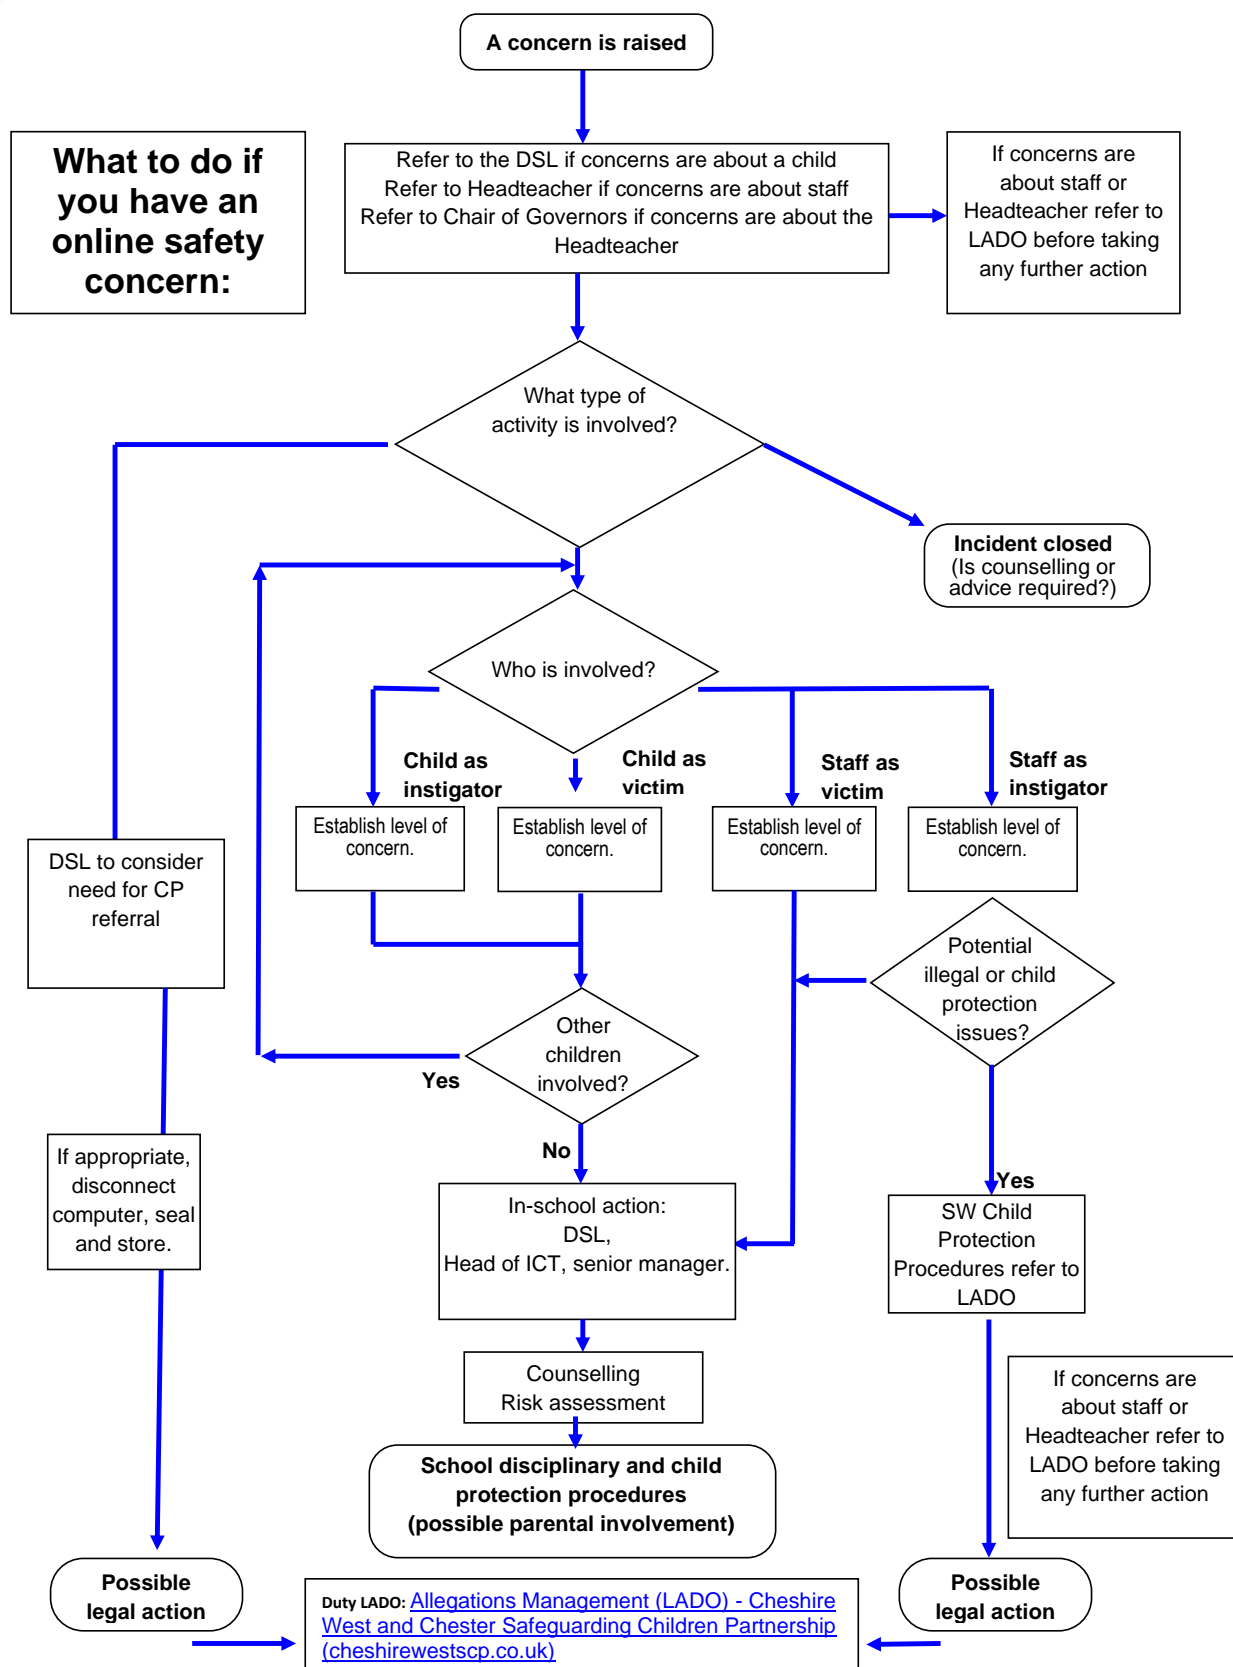 A concern is raised
What to do if
you have an
online safety
concern:
Refer to the DSL if concerns are about a child
Refer to Headteacher if concerns are about staff
Refer to Chair of Governors if concerns are about the
Headteacher
If concerns are
about staff or
Headteacher refer to
LADO before taking
any further action
What type of
activity is involved?
Incident closed
(Is counselling or
advice required?)
Who is involved?
Child as
instigator
Child as
victim
Staff as
victim
Staff as
instigator
Establish level of
concern.
Establish level of
concern.
Establish level of
concern.
Establish level of
concern.
DSL to consider
need for CP
referral
Potential
illegal or child
protection
issues?
Other
children
involved?
Yes
No
If appropriate,
disconnect
computer, seal
and store.
Yes
In-school action:
DSL,
Head of ICT, senior manager.
SW Child
Protection
Procedures refer to
LADO
Counselling
Risk assessment
If concerns are
about staff or
Headteacher refer to
LADO before taking
any further action
School disciplinary and child
protection procedures
(possible parental involvement)
Possible
legal action
Possible
legal action
Duty LADO: Allegations Management (LADO) - Cheshire
West and Chester Safeguarding Children Partnership
(cheshirewestscp.co.uk)